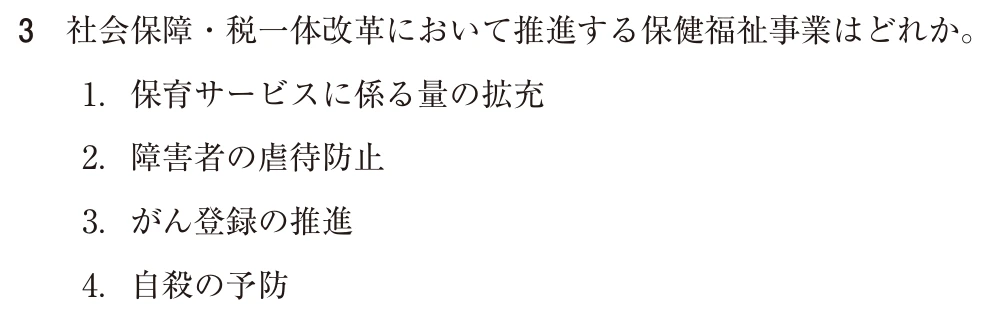 3 社会保障・税一体改革において推進する保健福祉事業はどれか。
1. 保育サービスに係る量の拡充
2. 障害者の虐待防止
3. がん登録の推進
4. 自殺の予防